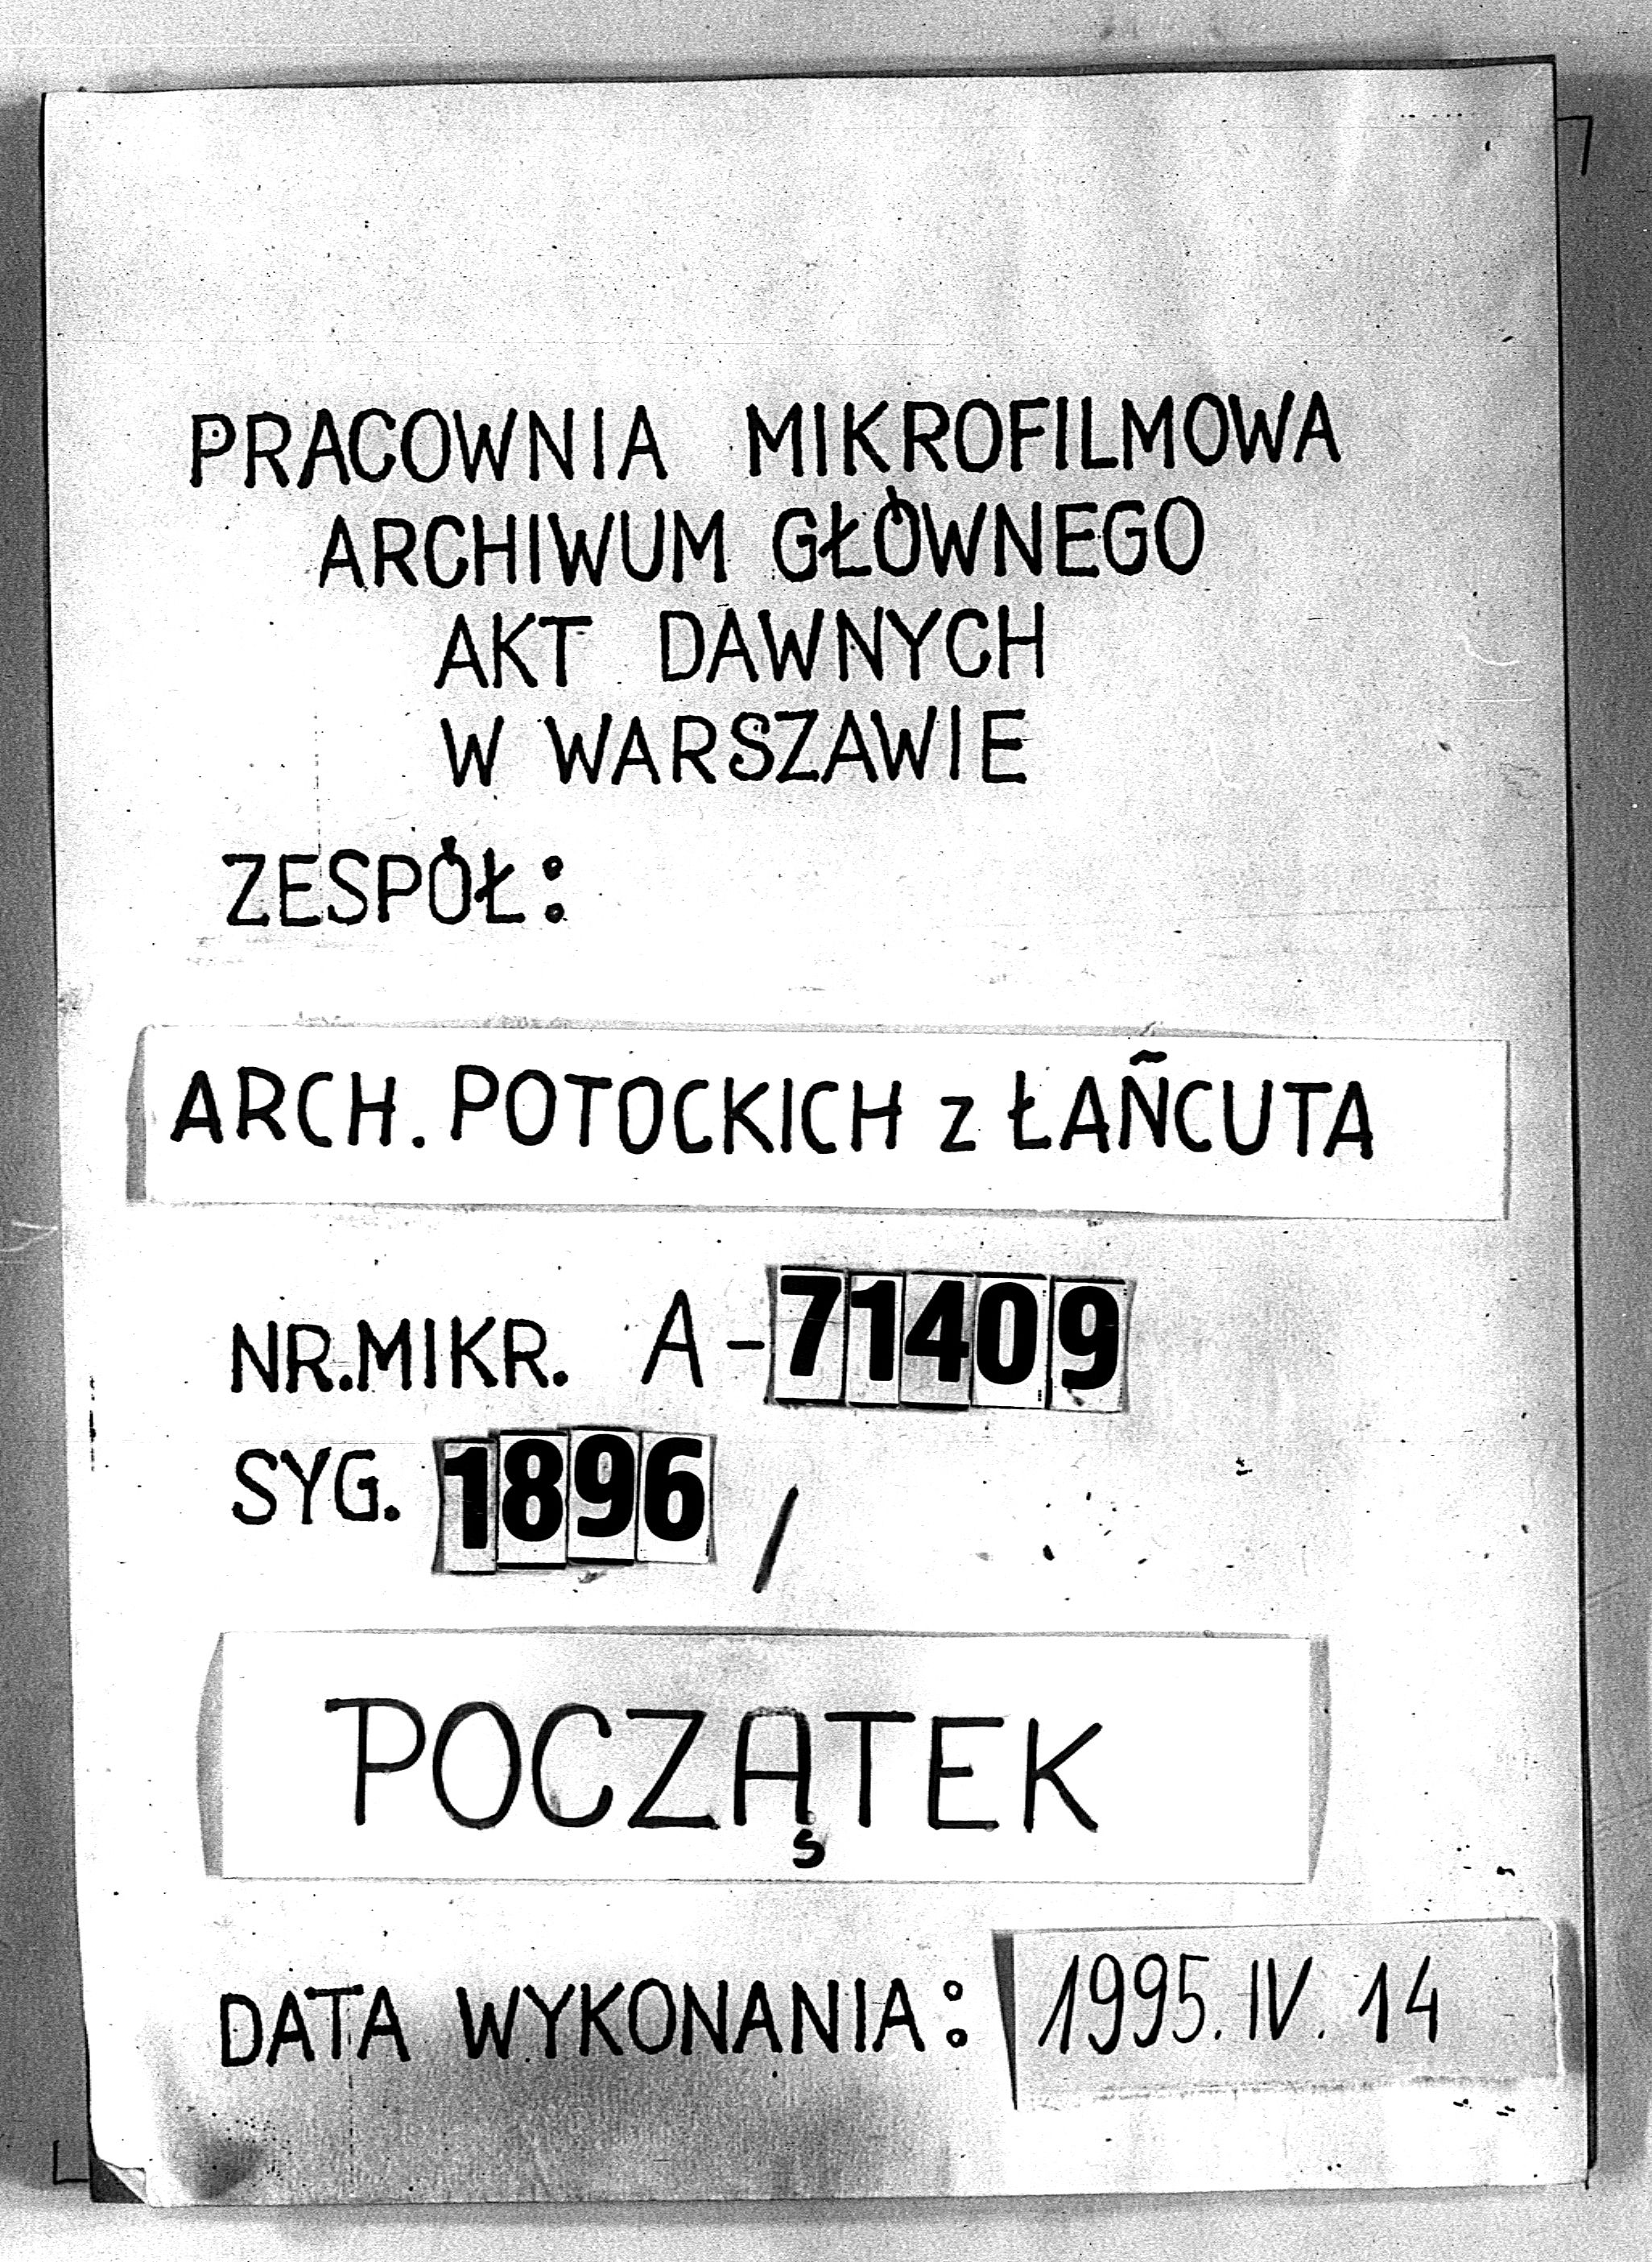 PRACOWNIA MIKROFILMOWA
ARCHIWUM GŁÓWNEGO
AKT DAWNYCH
W WARSZAWIE
ZESPÓŁ:
ARCH. POTOCKICH z ŁAÑCUTA
NR. MIKR. A-71409
SYG. 1896 /
POCZĄTEK
DATA WYKONANIA: 1995. IV. 14